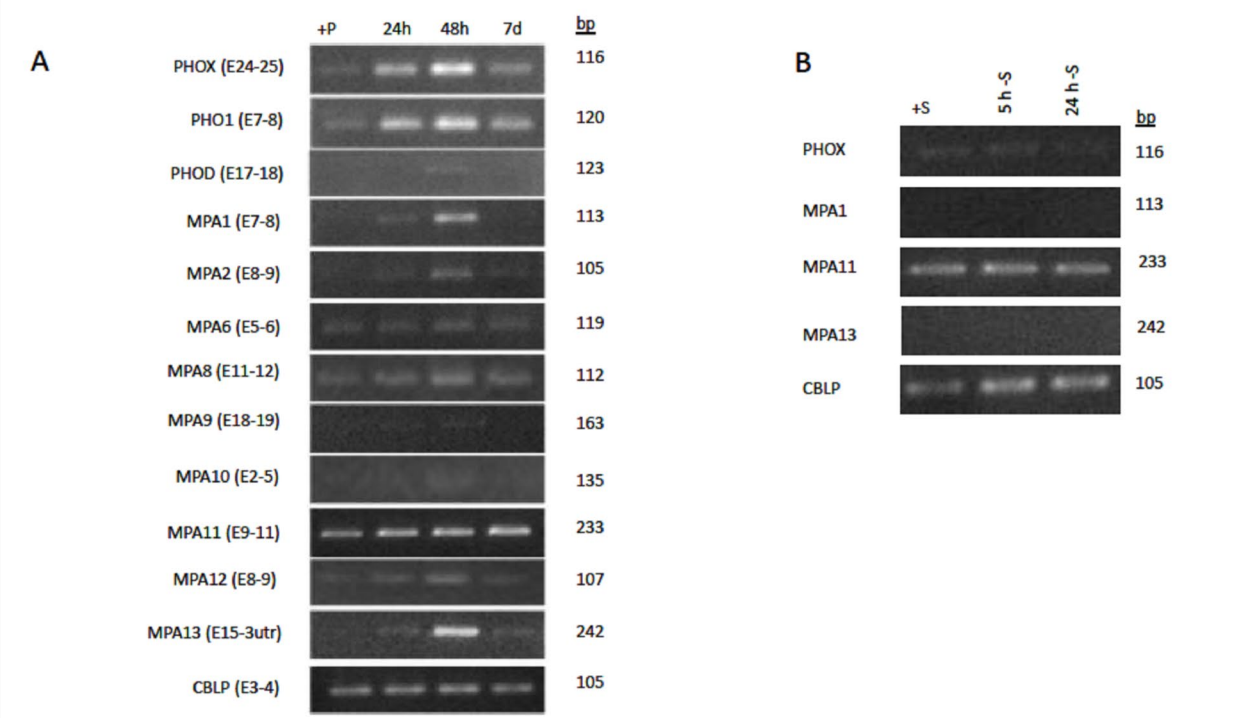 A
+P 24h 48h 7d bp
PHOX (E24-25) 116
PHO1 (E7-8) 120
PHOD (E17-18) 123
MPA1 (E7-8) 113
MPA2 (E8-9) 105
MPA6 (E5-6) 119
MPA8 (E11-12) 112
MPA9 (E18-19) 163
MPA10 (E2-5) 135
MPA11 (E9-11) 233
MPA12 (E8-9) 107
MPA13 (E15-3utr) 242
CBLP (E3-4) 105
B
+S 5 h -S 24 h -S bp
PHOX 116
MPA1 113
MPA11 233
MPA13 242
CBLP 105